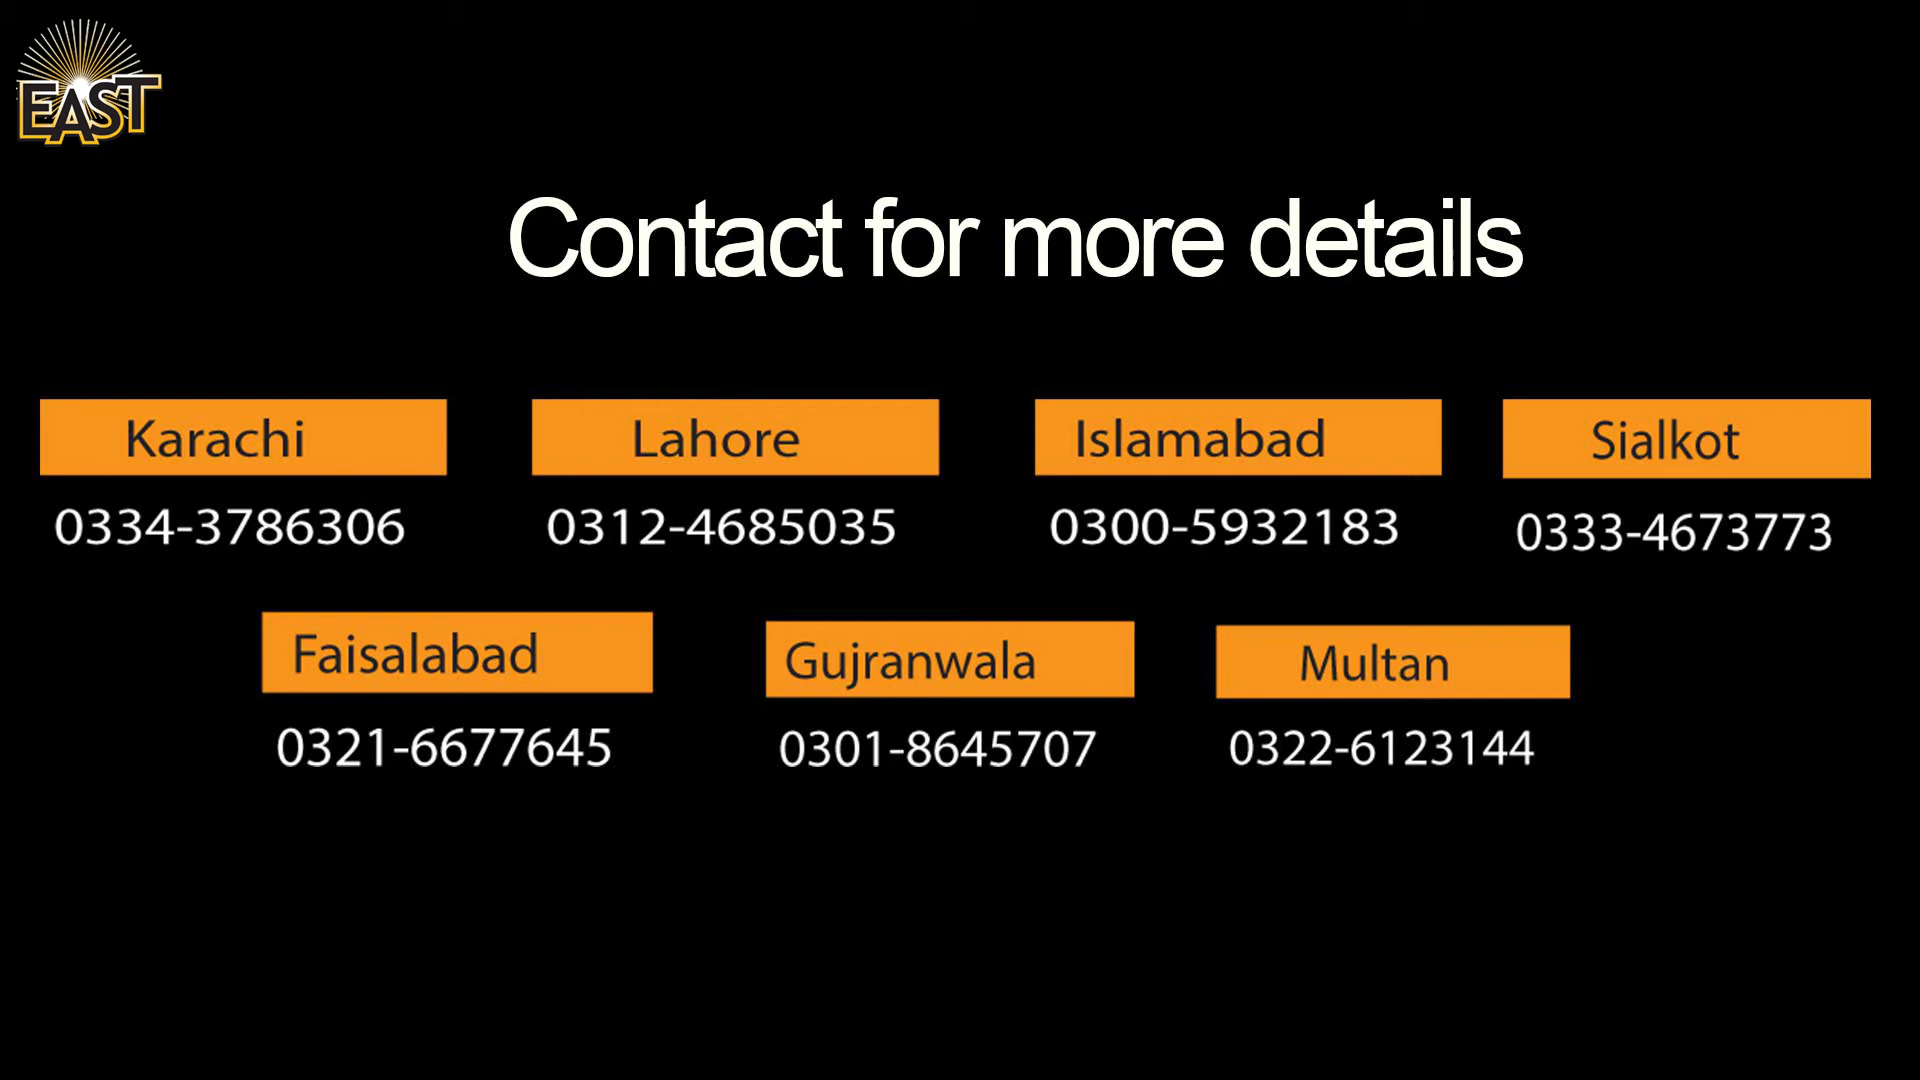 EAST
Contact for more details
Karachi
0334-3786306
Lahore
0312-4685035
Islamabad
0300-5932183
Sialkot
0333-4673773
Faisalabad
0321-6677645
Gujranwala
0301-8645707
Multan
0322-6123144